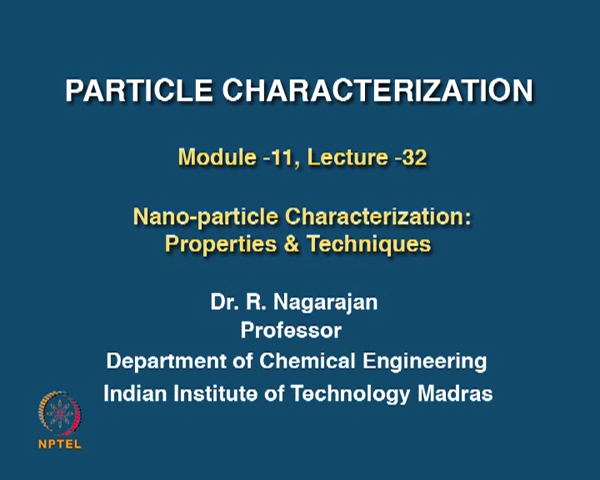 PARTICLE CHARACTERIZATION
Module -11, Lecture -32
Nano-particle Characterization:
Properties & Techniques
Dr. R. Nagarajan
Professor
Department of Chemical Engineering
Indian Institute of Technology Madras
NPTEL